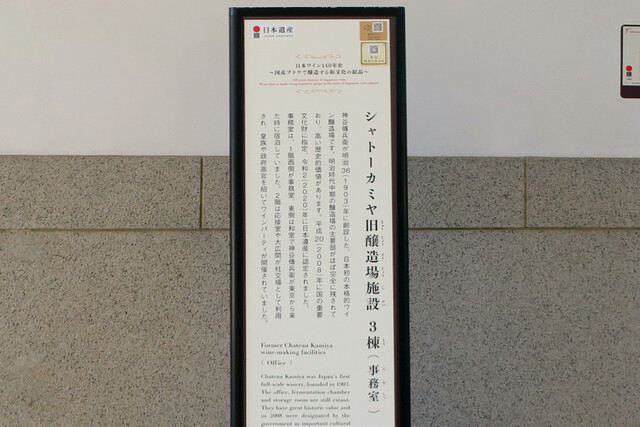 日本遺産
日本ワイン140年史
〜国産ブドウで醸造する和文化の結晶〜
シャトーカミヤ旧醸造場施設 3棟(事務室)
神谷傳兵衛が明治36(1903)年に創設した、日本初の本格的ワイ
ン醸造場です。明治時代中期の醸造場の主要部がほぼ完全に残されて
おり、高い歴史的価値があります。平成20(2008)年に国の重要
文化財に指定、令和2(2020)年に日本遺産に認定されました。
事務室は、1階西側が事務室、東側は和室で神谷傳兵衛が東京から来
た時に宿泊していました。2階は応接室や大広間が社交場として利用
され、皇族や政府高官を招いてワインパーティが開催されていました。
Former Chateau Kamiya
wine-making facilities
( Office )
Chateau Kamiya was Japan's first
full-scale winery, founded in 1903.
The office, fermentation chamber
and storage room are still extant.
They have great historic value and
in 2008 were designated by the
government as important cultural